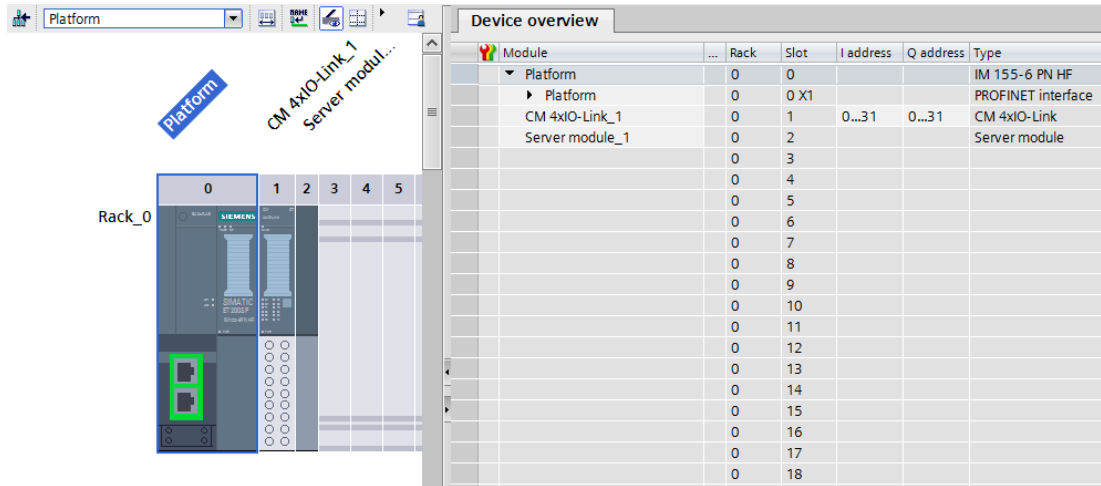 Platform
Device overview
Platform
CM 4xIO-Link_1
Server modul...
Module ... Rack Slot I address Q address Type
Platform 0 0 IM 155-6 PN HF
Platform 0 0 X1 PROFINET interface
CM 4xIO-Link_1 0 1 0...31 0...31 CM 4xIO-Link
Server module_1 0 2 Server module
0 3
0 4
0 5
0 6
0 7
0 8
0 9
0 10
0 11
0 12
0 13
0 14
0 15
0 16
0 17
0 18
0 1 2 3 4 5
Rack_0
SIEMENS
SIMATIC
ET 200SP